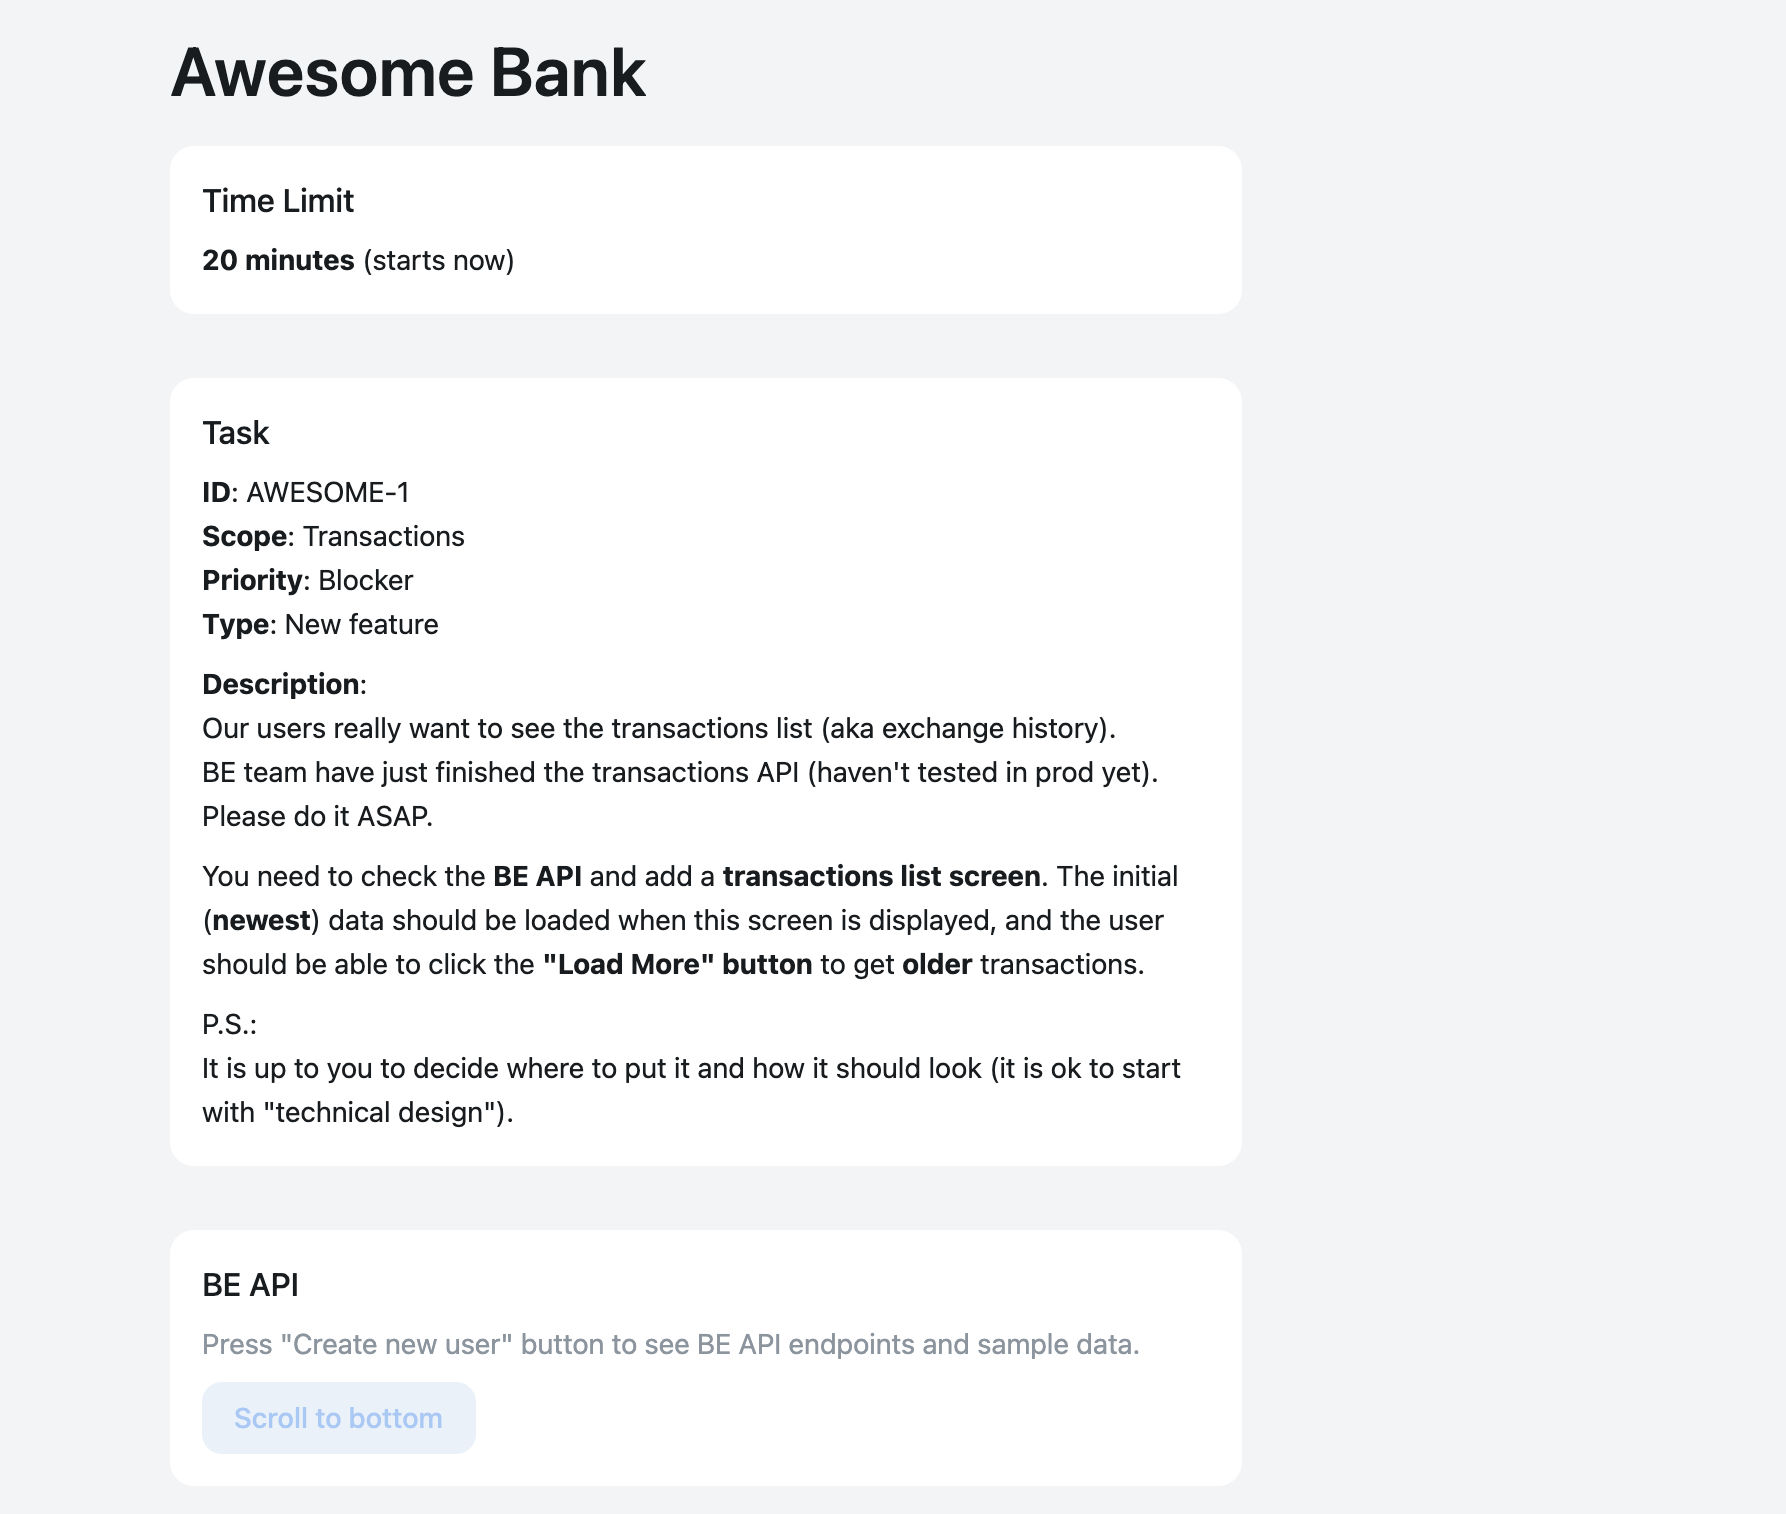 Awesome Bank
Time Limit
20 minutes (starts now)
Task
ID: AWESOME-1
Scope: Transactions
Priority: Blocker
Type: New feature
Description:
Our users really want to see the transactions list (aka exchange history).
BE team have just finished the transactions API (haven't tested in prod yet).
Please do it ASAP.
You need to check the BE API and add a transactions list screen. The initial
(newest) data should be loaded when this screen is displayed, and the user
should be able to click the "Load More" button to get older transactions.
P.S.:
It is up to you to decide where to put it and how it should look (it is ok to start
with "technical design").
BE API
Press "Create new user" button to see BE API endpoints and sample data.
Scroll to bottom